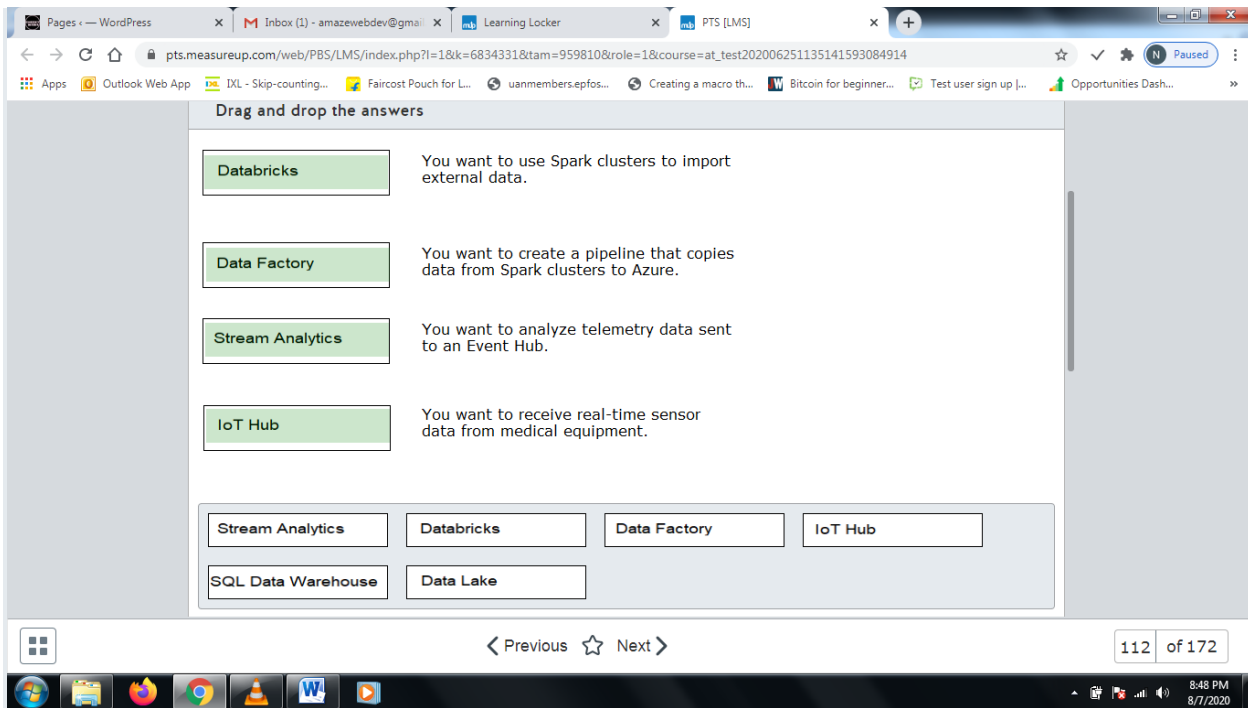 Pages ‹ — WordPress
Inbox (1) - amazewebdev@gmai
Learning Locker
PTS [LMS]
pts.measureup.com/web/PBS/LMS/index.php?l=1&k=6834331&tam=959810&role=1&course=at_test202006251135141593084914
N Paused
Apps
Outlook Web App
IXL - Skip-counting...
Faircost Pouch for L...
uanmembers.epfos...
Creating a macro th...
Bitcoin for beginner...
Test user sign up |...
Opportunities Dash...
»
Drag and drop the answers
Databricks
You want to use Spark clusters to import
external data.
Data Factory
You want to create a pipeline that copies
data from Spark clusters to Azure.
Stream Analytics
You want to analyze telemetry data sent
to an Event Hub.
IoT Hub
You want to receive real-time sensor
data from medical equipment.
Stream Analytics
Databricks
Data Factory
IoT Hub
SQL Data Warehouse
Data Lake
Previous
Next
112 of 172
8:48 PM
8/7/2020